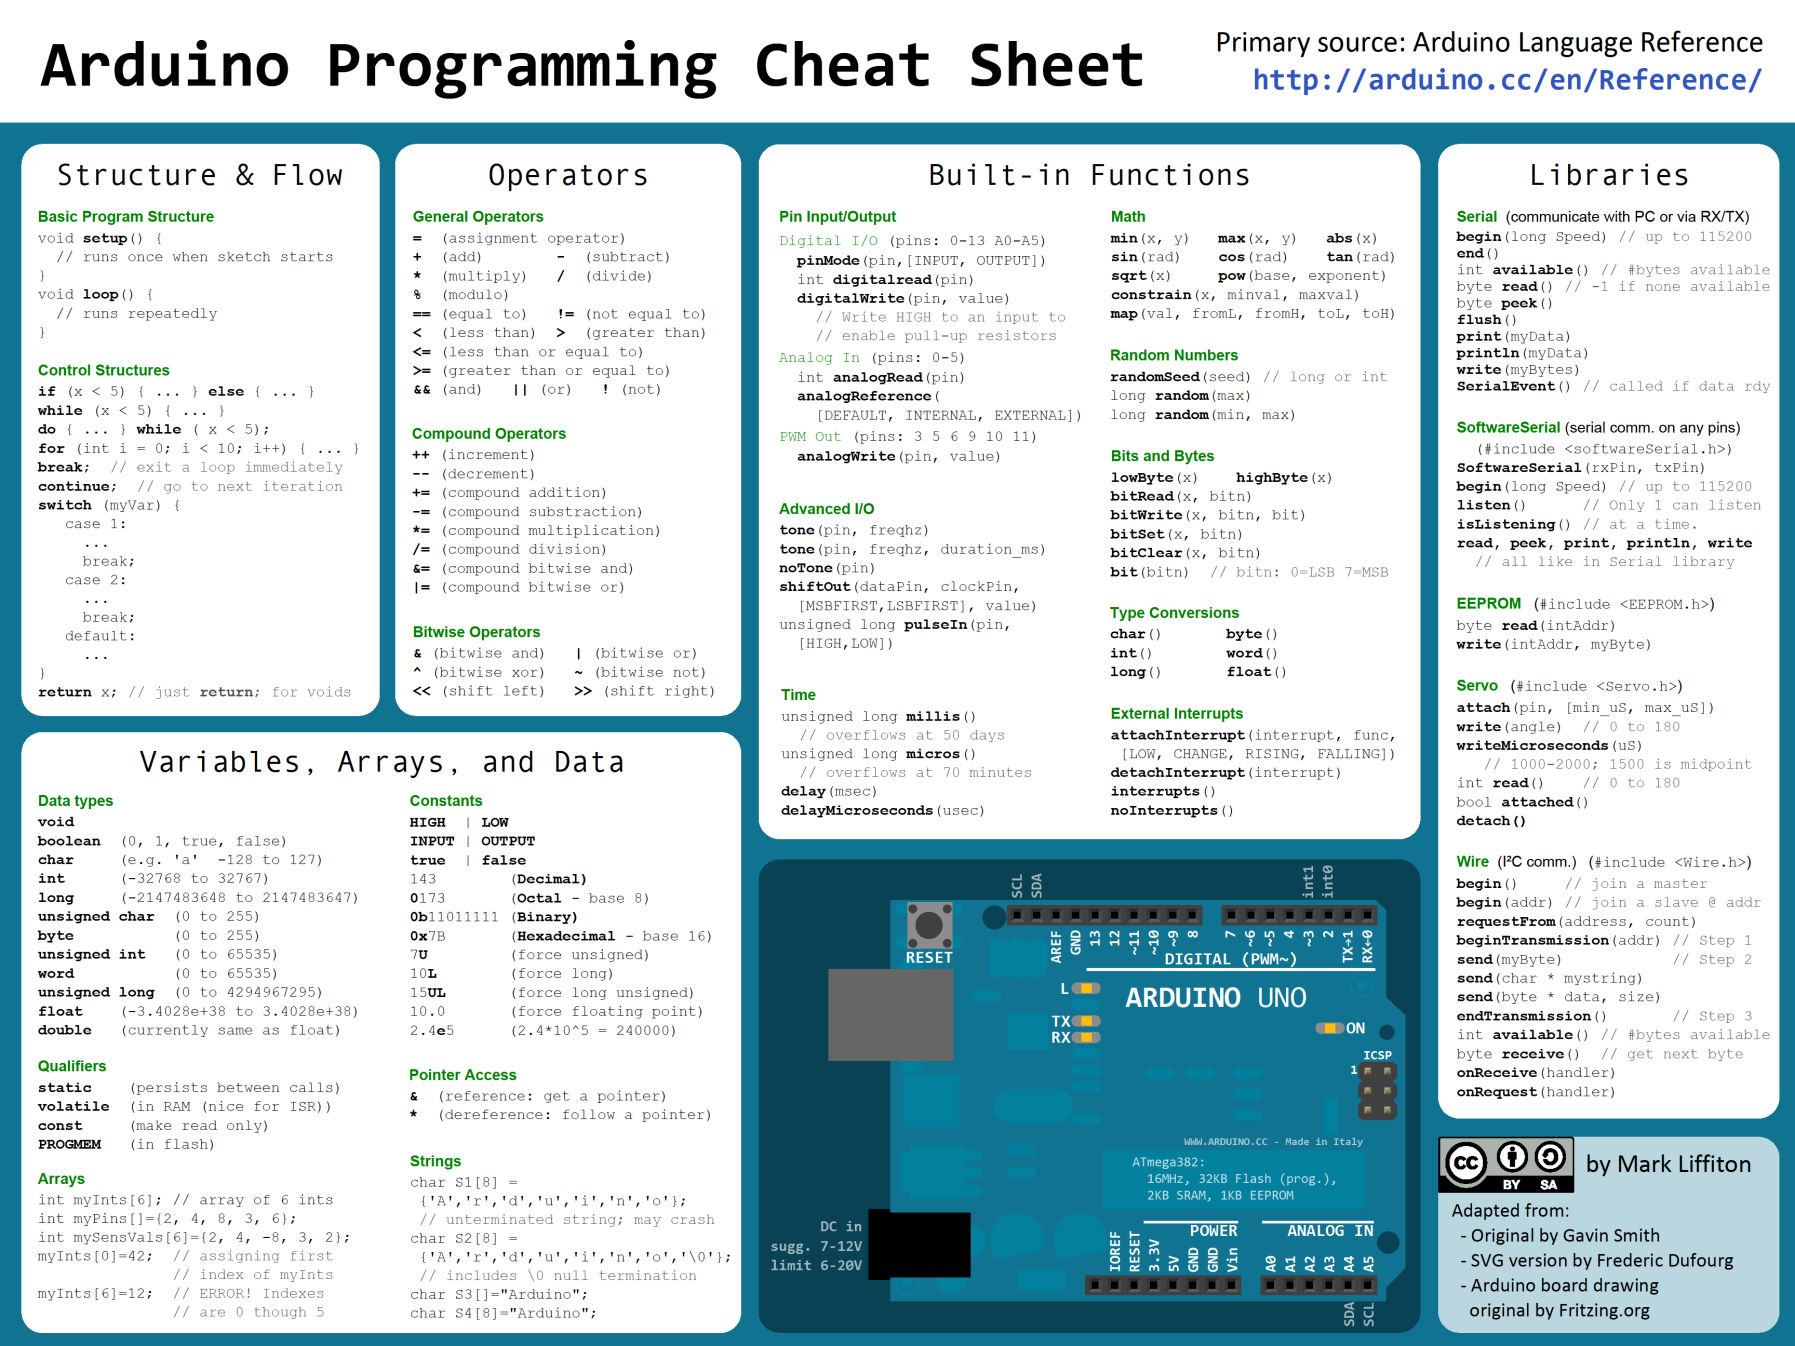 Arduino Programming Cheat Sheet
Primary source: Arduino Language Reference
http://arduino.cc/en/Reference/
Structure & Flow
Basic Program Structure
void setup() {
// runs once when sketch starts
}
void loop() {
// runs repeatedly
}
Control Structures
if (x < 5) { ... } else { ... }
while (x < 5) { ... }
do { ... } while ( x < 5);
for (int i = 0; i < 10; i++) { ... }
break; // exit a loop immediately
continue; // go to next iteration
switch (myVar) {
case 1:
...
break;
case 2:
...
break;
default:
...
}
return x; // just return; for voids
Operators
General Operators
= (assignment operator)
+ (add) - (subtract)
* (multiply) / (divide)
% (modulo)
== (equal to) != (not equal to)
< (less than) > (greater than)
<= (less than or equal to)
>= (greater than or equal to)
&& (and) || (or) ! (not)
Compound Operators
++ (increment)
-- (decrement)
+= (compound addition)
-= (compound substraction)
*= (compound multiplication)
/= (compound division)
&= (compound bitwise and)
|= (compound bitwise or)
Bitwise Operators
& (bitwise and) | (bitwise or)
^ (bitwise xor) ~ (bitwise not)
<< (shift left) >> (shift right)
Variables, Arrays, and Data
Data types
void
boolean (0, 1, true, false)
char (e.g. 'a' -128 to 127)
int (-32768 to 32767)
long (-2147483648 to 2147483647)
unsigned char (0 to 255)
byte (0 to 255)
unsigned int (0 to 65535)
word (0 to 65535)
unsigned long (0 to 4294967295)
float (-3.4028e+38 to 3.4028e+38)
double (currently same as float)
Qualifiers
static (persists between calls)
volatile (in RAM (nice for ISR))
const (make read only)
PROGMEM (in flash)
Arrays
int myInts[6]; // array of 6 ints
int myPins[]={2, 4, 8, 3, 6};
int mySensVals[6]={2, 4, -8, 3, 2};
myInts[0]=42; // assigning first
// index of myInts
myInts[6]=12; // ERROR! Indexes
// are 0 though 5
Constants
HIGH | LOW
INPUT | OUTPUT
true | false
143 (Decimal)
0173 (Octal - base 8)
0b11011111 (Binary)
0x7B (Hexadecimal - base 16)
7U (force unsigned)
10L (force long)
15UL (force long unsigned)
10.0 (force floating point)
2.4e5 (2.4*10^5 = 240000)
Pointer Access
& (reference: get a pointer)
* (dereference: follow a pointer)
Strings
char S1[8] =
{'A','r','d','u','i','n','o'};
// unterminated string; may crash
char S2[8] =
{'A','r','d','u','i','n','o','\0'};
// includes \0 null termination
char S3[]="Arduino";
char S4[8]="Arduino";
Built-in Functions
Pin Input/Output
Digital I/O (pins: 0-13 A0-A5)
pinMode(pin,[INPUT, OUTPUT])
int digitalread(pin)
digitalWrite(pin, value)
// Write HIGH to an input to
// enable pull-up resistors
Analog In (pins: 0-5)
int analogRead(pin)
analogReference(
[DEFAULT, INTERNAL, EXTERNAL])
PWM Out (pins: 3 5 6 9 10 11)
analogWrite(pin, value)
Advanced I/O
tone(pin, freqhz)
tone(pin, freqhz, duration_ms)
noTone(pin)
shiftOut(dataPin, clockPin,
[MSBFIRST,LSBFIRST], value)
unsigned long pulseIn(pin,
[HIGH,LOW])
Time
unsigned long millis()
// overflows at 50 days
unsigned long micros()
// overflows at 70 minutes
delay(msec)
delayMicroseconds(usec)
Math
min(x, y) max(x, y) abs(x)
sin(rad) cos(rad) tan(rad)
sqrt(x) pow(base, exponent)
constrain(x, minval, maxval)
map(val, fromL, fromH, toL, toH)
Random Numbers
randomSeed(seed) // long or int
long random(max)
long random(min, max)
Bits and Bytes
lowByte(x) highByte(x)
bitRead(x, bitn)
bitWrite(x, bitn, bit)
bitSet(x, bitn)
bitClear(x, bitn)
bit(bitn) // bitn: 0=LSB 7=MSB
Type Conversions
char() byte()
int() word()
long() float()
External Interrupts
attachInterrupt(interrupt, func,
[LOW, CHANGE, RISING, FALLING])
detachInterrupt(interrupt)
interrupts()
noInterrupts()
Libraries
Serial (communicate with PC or via RX/TX)
begin(long Speed) // up to 115200
end()
int available() // #bytes available
byte read() // -1 if none available
byte peek()
flush()
print(myData)
println(myData)
write(myBytes)
SerialEvent() // called if data rdy
SoftwareSerial (serial comm. on any pins)
(#include <softwareSerial.h>)
SoftwareSerial(rxPin, txPin)
begin(long Speed) // up to 115200
listen() // Only 1 can listen
isListening() // at a time.
read, peek, print, println, write
// all like in Serial library
EEPROM (#include <EEPROM.h>)
byte read(intAddr)
write(intAddr, myByte)
Servo (#include <Servo.h>)
attach(pin, [min_uS, max_uS])
write(angle) // 0 to 180
writeMicroseconds(uS)
// 1000-2000; 1500 is midpoint
int read() // 0 to 180
bool attached()
detach()
Wire (I²C comm.) (#include <Wire.h>)
begin() // join a master
begin(addr) // join a slave @ addr
requestFrom(address, count)
beginTransmission(addr) // Step 1
send(myByte) // Step 2
send(char * mystring)
send(byte * data, size)
endTransmission() // Step 3
int available() // #bytes available
byte receive() // get next byte
onReceive(handler)
onRequest(handler)
SCL SDA int1 int0
RESET
AREF GND 13 12 ~11 ~10 ~9 8 7 ~6 ~5 4 ~3 2 TX→1 RX←0
DIGITAL (PWM~)
L
ARDUINO UNO
TX
RX
ON
ICSP
1
WWW.ARDUINO.CC - Made in Italy
ATmega382:
16MHz, 32KB Flash (prog.),
2KB SRAM, 1KB EEPROM
DC in
sugg. 7-12V
limit 6-20V
POWER ANALOG IN
IOREF RESET 3.3V 5V GND GND Vin A0 A1 A2 A3 A4 A5
SDA SCL
cc BY SA
by Mark Liffiton
Adapted from:
- Original by Gavin Smith
- SVG version by Frederic Dufourg
- Arduino board drawing
original by Fritzing.org